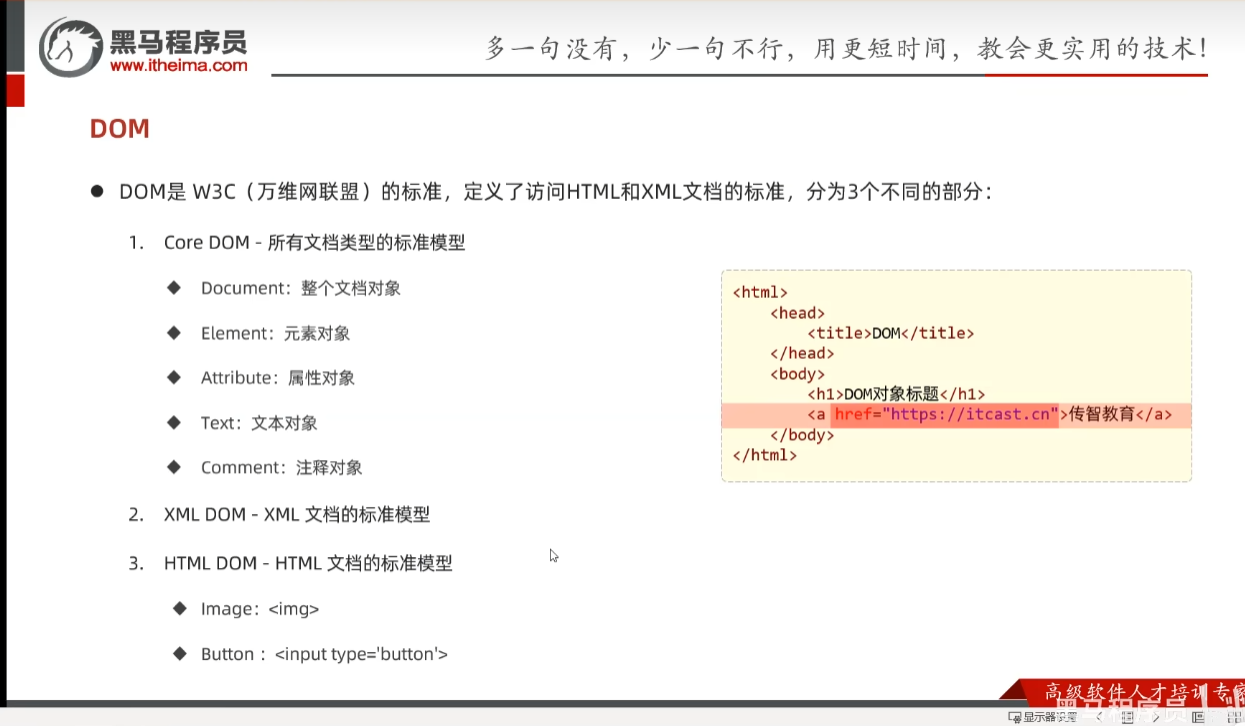 黑马程序员
www.itheima.com
多一句没有，少一句不行，用更短时间，教会更实用的技术！
DOM
● DOM是 W3C（万维网联盟）的标准，定义了访问HTML和XML文档的标准，分为3个不同的部分：
1. Core DOM - 所有文档类型的标准模型
◆ Document：整个文档对象
◆ Element：元素对象
◆ Attribute：属性对象
◆ Text：文本对象
◆ Comment：注释对象
2. XML DOM - XML 文档的标准模型
3. HTML DOM - HTML 文档的标准模型
◆ Image：<img>
◆ Button ：<input type='button'>
<html>
<head>
<title>DOM</title>
</head>
<body>
<h1>DOM对象标题</h1>
<a href="https://itcast.cn">传智教育</a>
</body>
</html>
高级软件人才培训专家
黑马程序员
显示器设置